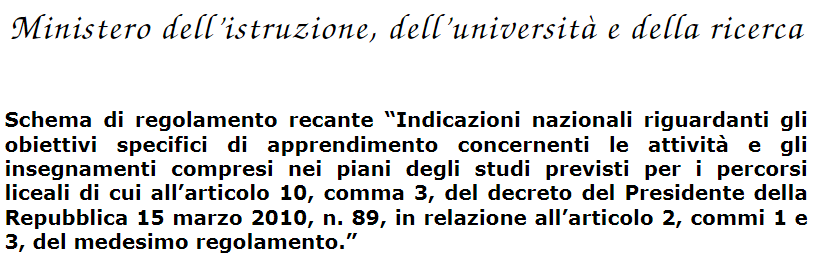 Ministero dell'istruzione, dell'università e della ricerca
Schema di regolamento recante “Indicazioni nazionali riguardanti gli
obiettivi specifici di apprendimento concernenti le attività e gli
insegnamenti compresi nei piani degli studi previsti per i percorsi
liceali di cui all’articolo 10, comma 3, del decreto del Presidente della
Repubblica 15 marzo 2010, n. 89, in relazione all’articolo 2, commi 1 e
3, del medesimo regolamento.”